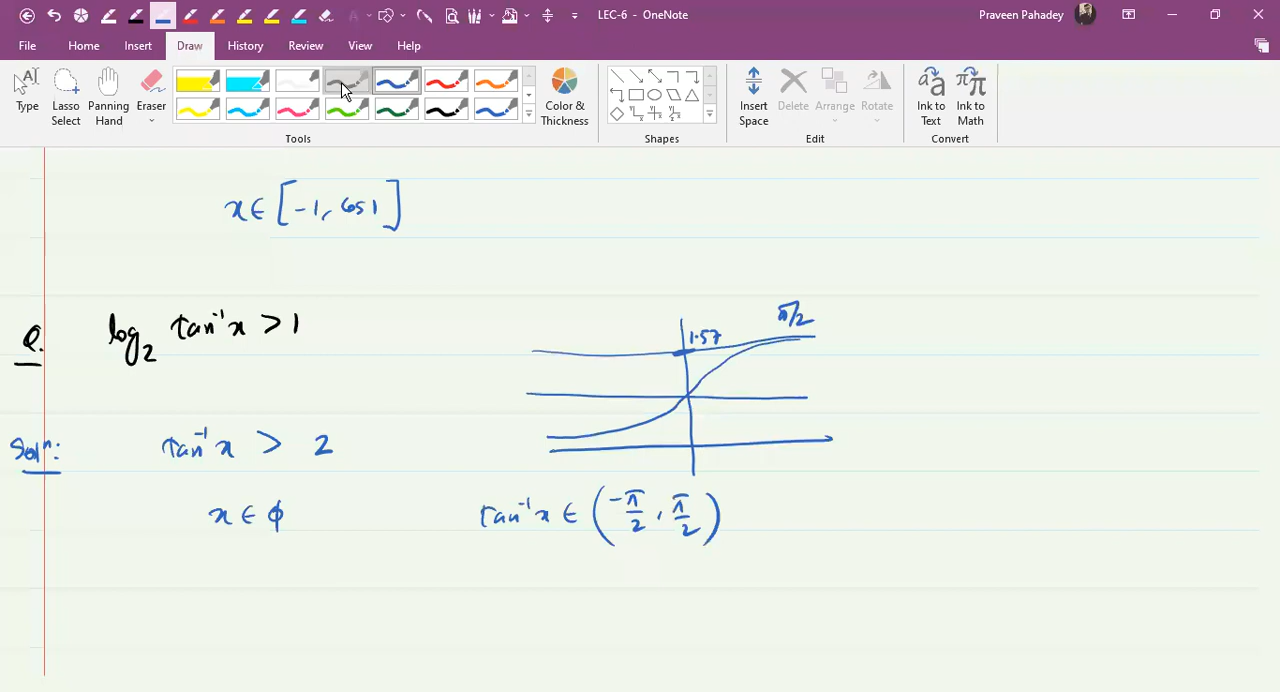 LEC-6 - OneNote
Praveen Pahadey
File Home Insert Draw History Review View Help
Type
Lasso Select
Panning Hand
Eraser
Color & Thickness
Insert Space
Delete
Arrange
Rotate
Ink to Text
Ink to Math
Tools
Shapes
Edit
Convert
x ∈ [-1, cos1]
Q. log₂ tan⁻¹x > 1
π/2
1.57
Solⁿ: tan⁻¹x > 2
x ∈ ϕ
tan⁻¹x ∈ (-π/2, π/2)